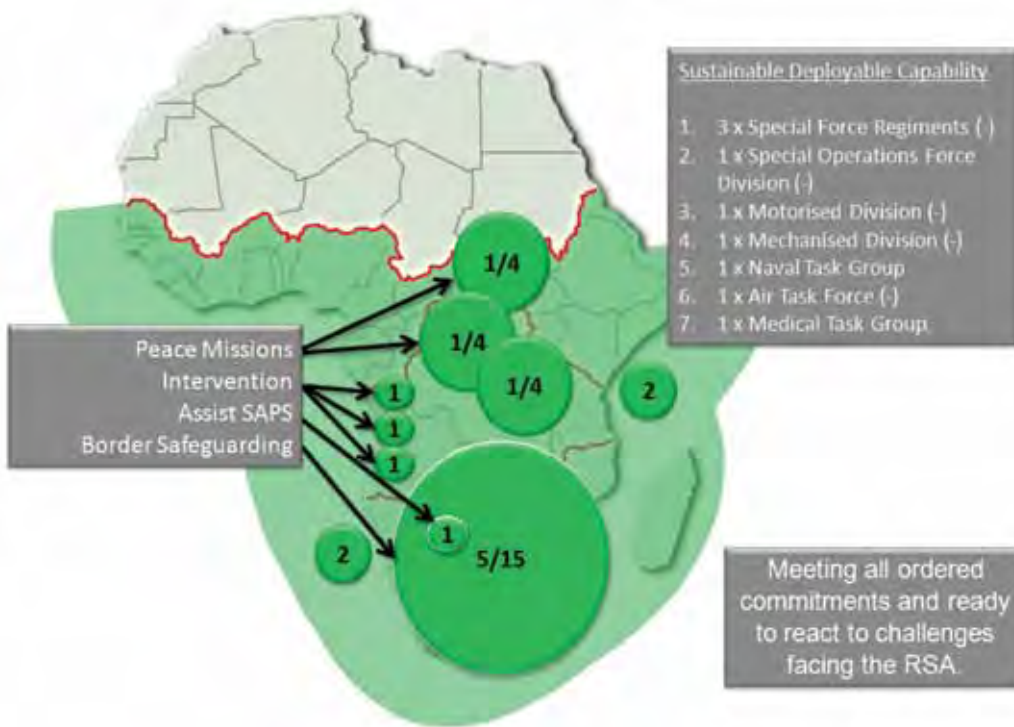 Sustainable Deployable Capability
1. 3 x Special Force Regiments (-)
2. 1 x Special Operations Force
Division (-)
3. 1 x Motorised Division (-)
4. 1 x Mechanised Division (-)
5. 1 x Naval Task Group
6. 1 x Air Task Force (-)
7. 1 x Medical Task Group
1/4
Peace Missions
Intervention
Assist SAPS
Border Safeguarding
1/4
1/4
1
2
1
1
1
2
5/15
Meeting all ordered
commitments and ready
to react to challenges
facing the RSA.